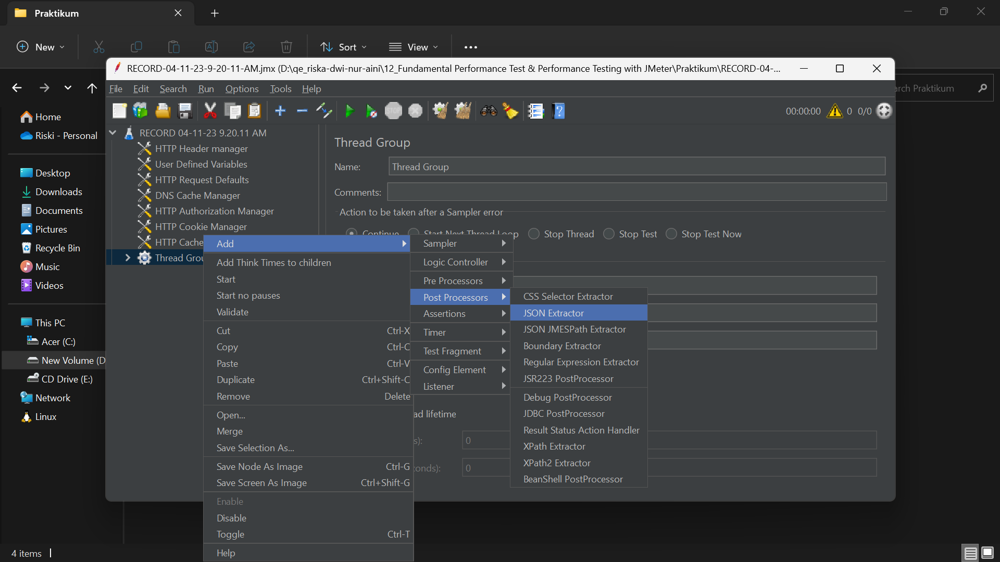 Praktikum
New
Sort
View
RECORD-04-11-23-9-20-11-AM.jmx (D:\qe_riska-dwi-nur-aini\12_Fundamental Performance Test & Performance Testing with JMeter\Praktikum\RECORD-04-...
arch Praktikum
File Edit Search Run Options Tools Help
STOP
00:00:00 0 0/0
Home
Riski - Personal
Desktop
Downloads
Documents
Pictures
Recycle Bin
Music
Videos
This PC
Acer (C:)
New Volume (D
CD Drive (E:)
Network
Linux
4 items
RECORD 04-11-23 9.20.11 AM
HTTP Header manager
User Defined Variables
HTTP Request Defaults
DNS Cache Manager
HTTP Authorization Manager
HTTP Cookie Manager
HTTP Cache
Thread Grou
Thread Group
Name: Thread Group
Comments:
Action to be taken after a Sampler error
Continue Start Next Thread Loop Stop Thread Stop Test Stop Test Now
ad lifetime
s): 0
onds): 0
Add
Add Think Times to children
Start
Start no pauses
Validate
Cut Ctrl-X
Copy Ctrl-C
Paste Ctrl-V
Duplicate Ctrl+Shift-C
Remove Delete
Open...
Merge
Save Selection As...
Save Node As Image Ctrl-G
Save Screen As Image Ctrl+Shift-G
Enable
Disable
Toggle Ctrl-T
Help
Sampler
Logic Controller
Pre Processors
Post Processors
Assertions
Timer
Test Fragment
Config Element
Listener
CSS Selector Extractor
JSON Extractor
JSON JMESPath Extractor
Boundary Extractor
Regular Expression Extractor
JSR223 PostProcessor
Debug PostProcessor
JDBC PostProcessor
Result Status Action Handler
XPath Extractor
XPath2 Extractor
BeanShell PostProcessor